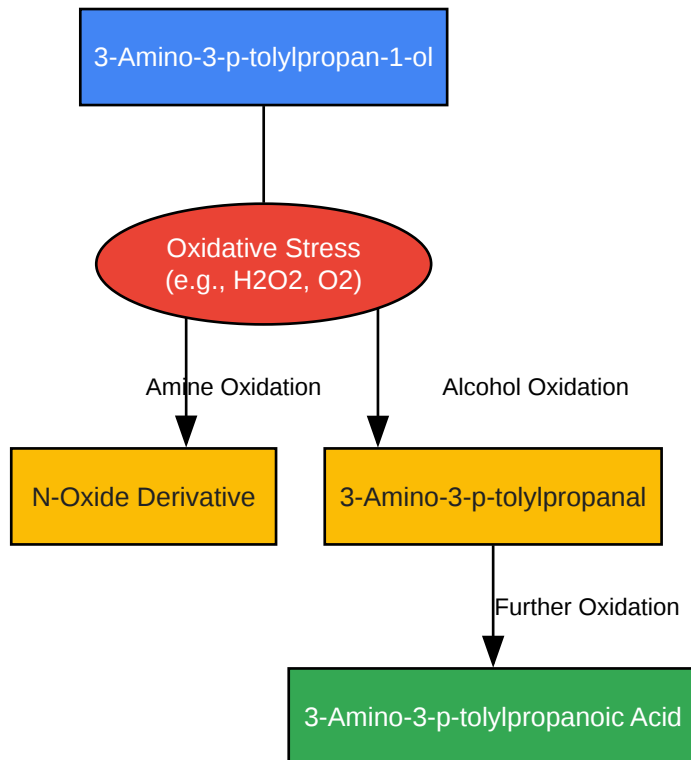 3-Amino-3-p-tolylpropan-1-ol
Oxidative Stress
(e.g., H2O2, O2)
Amine Oxidation
Alcohol Oxidation
N-Oxide Derivative
3-Amino-3-p-tolylpropanal
Further Oxidation
3-Amino-3-p-tolylpropanoic Acid